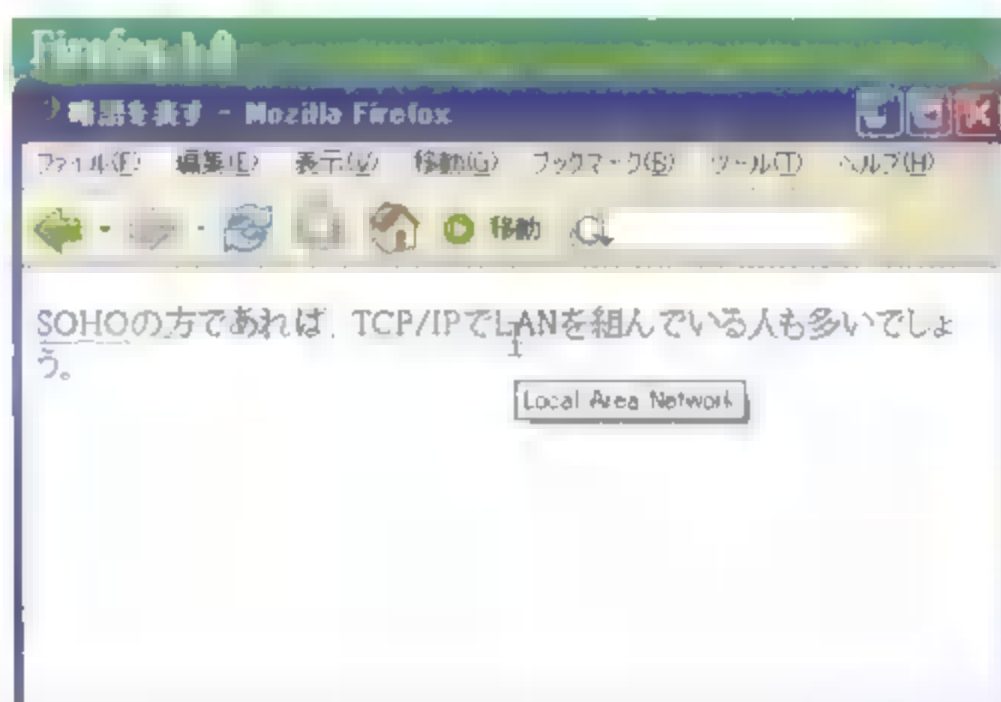 Firefox 1.0
略語を表す - Mozilla Firefox
ファイル(F) 編集(E) 表示(V) 移動(G) ブックマーク(B) ツール(T) ヘルプ(H)
移動
SOHOの方であれば、TCP/IPでLANを組んでいる人も多いでしょ
う。
Local Area Network